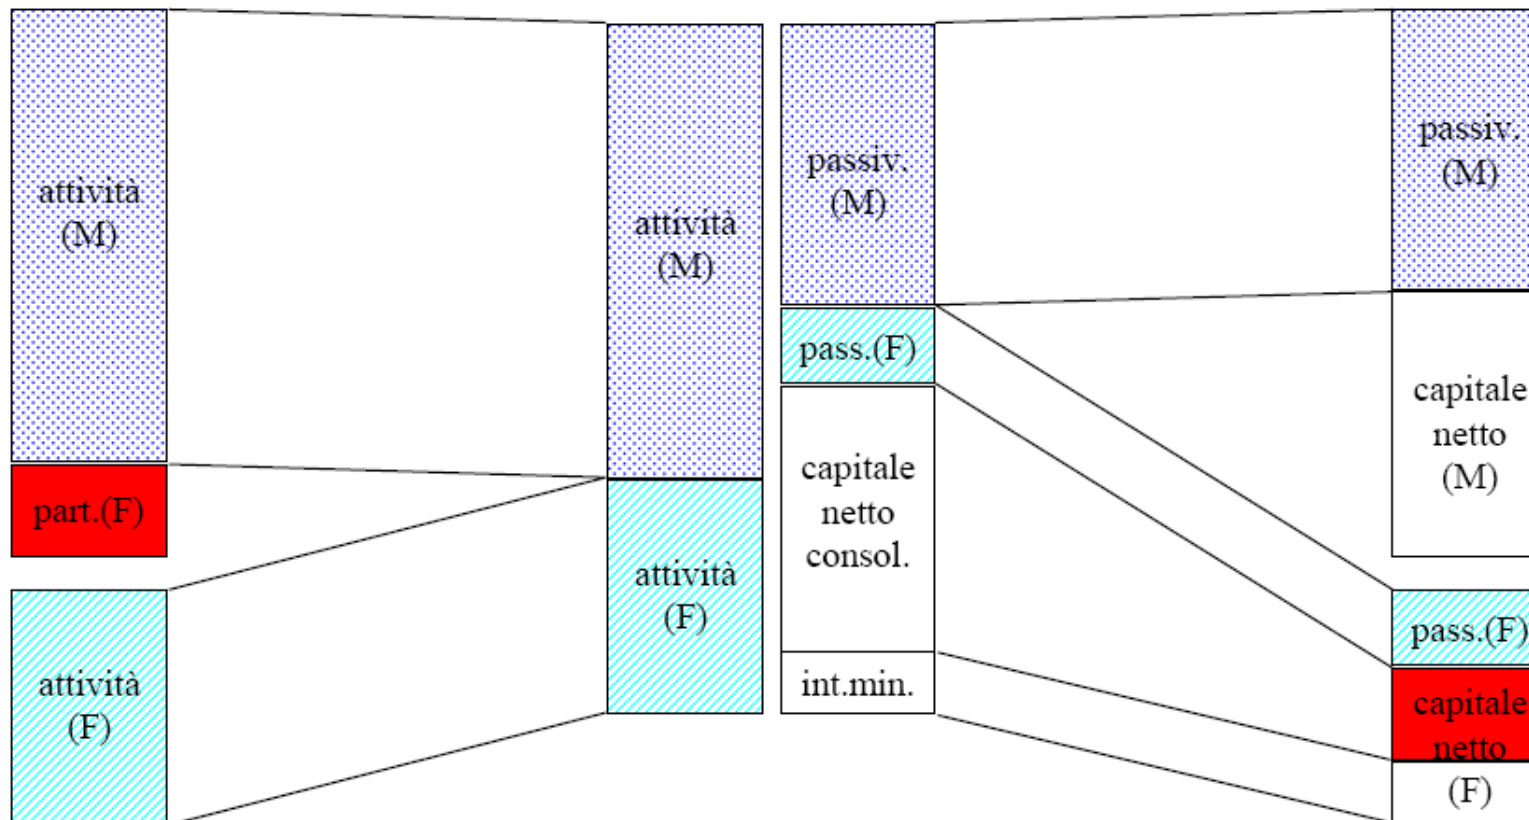 attività
(M)
part.(F)
attività
(F)
attività
(M)
attività
(F)
passiv.
(M)
pass.(F)
capitale
netto
consol.
int.min.
passiv.
(M)
capitale
netto
(M)
pass.(F)
capitale
netto
(F)